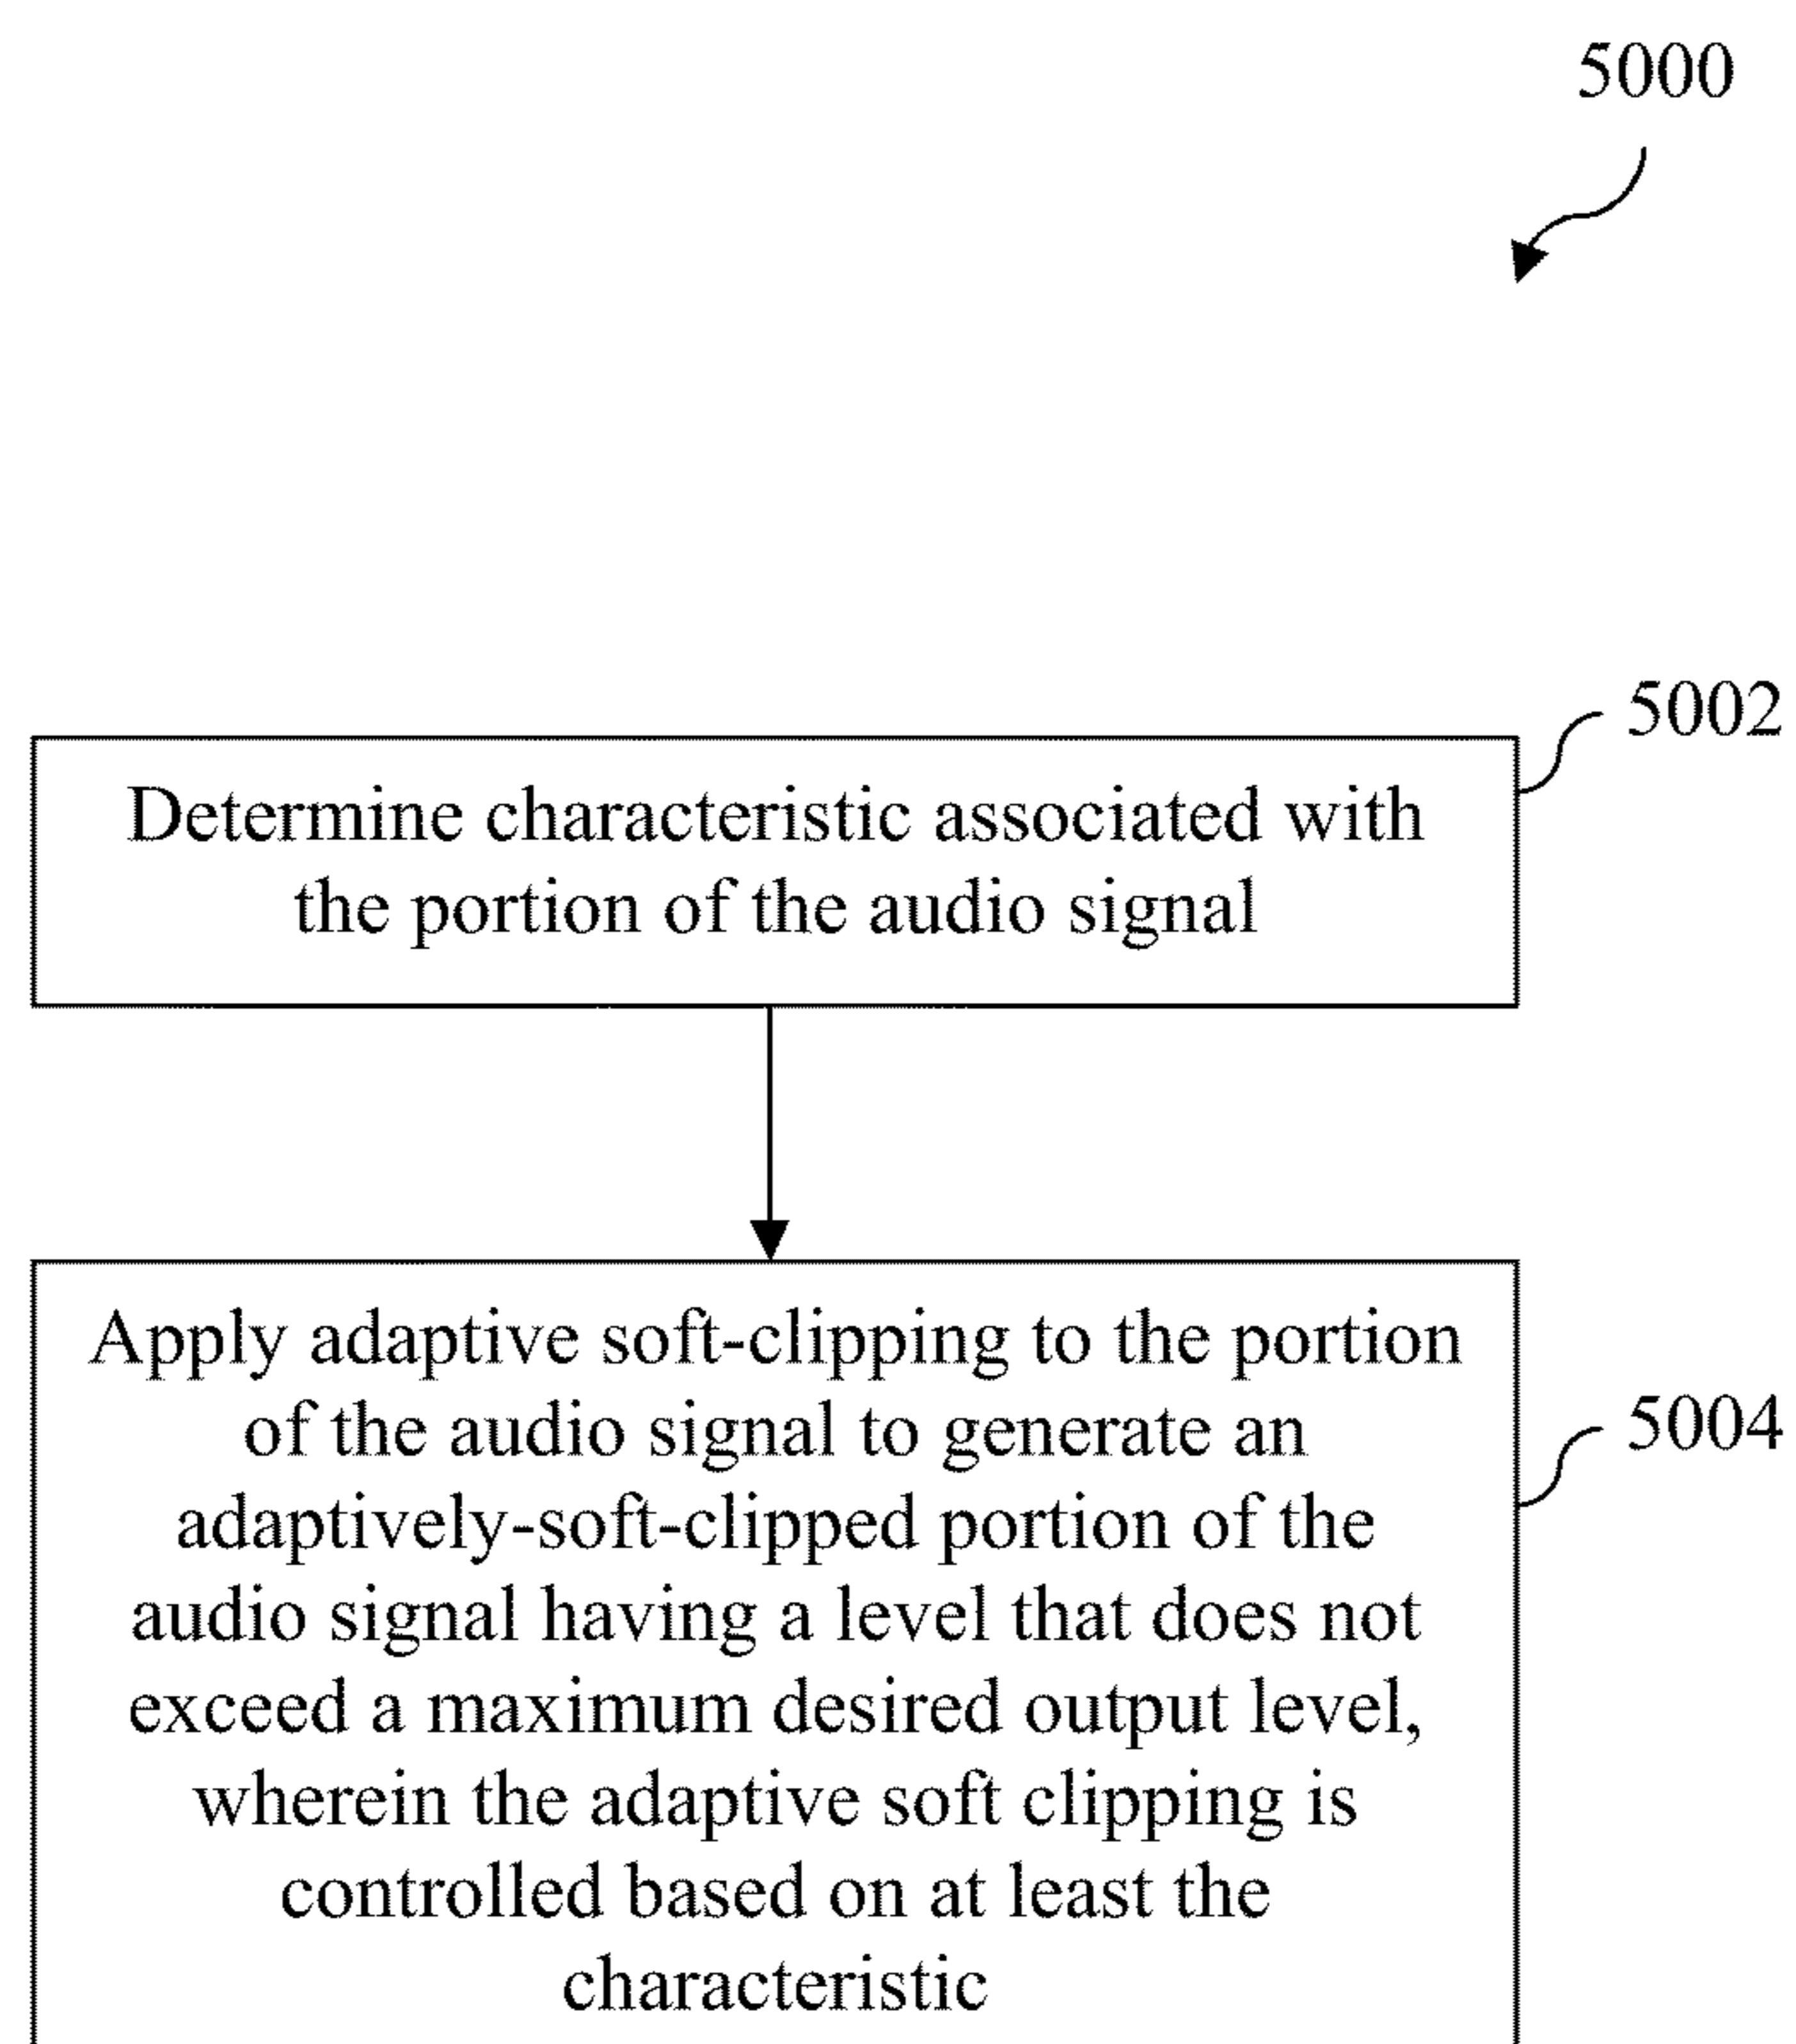 5000
5002
Determine characteristic associated with
the portion of the audio signal
Apply adaptive soft-clipping to the portion
of the audio signal to generate an
adaptively-soft-clipped portion of the
audio signal having a level that does not
exceed a maximum desired output level,
wherein the adaptive soft clipping is
controlled based on at least the
characteristic
5004